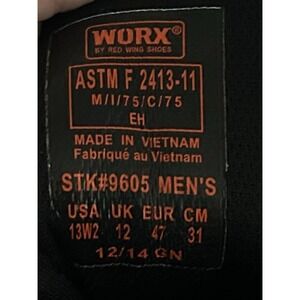 WORX®
BY RED WING SHOES
ASTM F 2413-11
M/I/75/C/75
EH
MADE IN VIETNAM
Fabriqué au Vietnam
STK#9605 MEN'S
USA UK EUR CM
13W2 12 47 31
12/14 GN